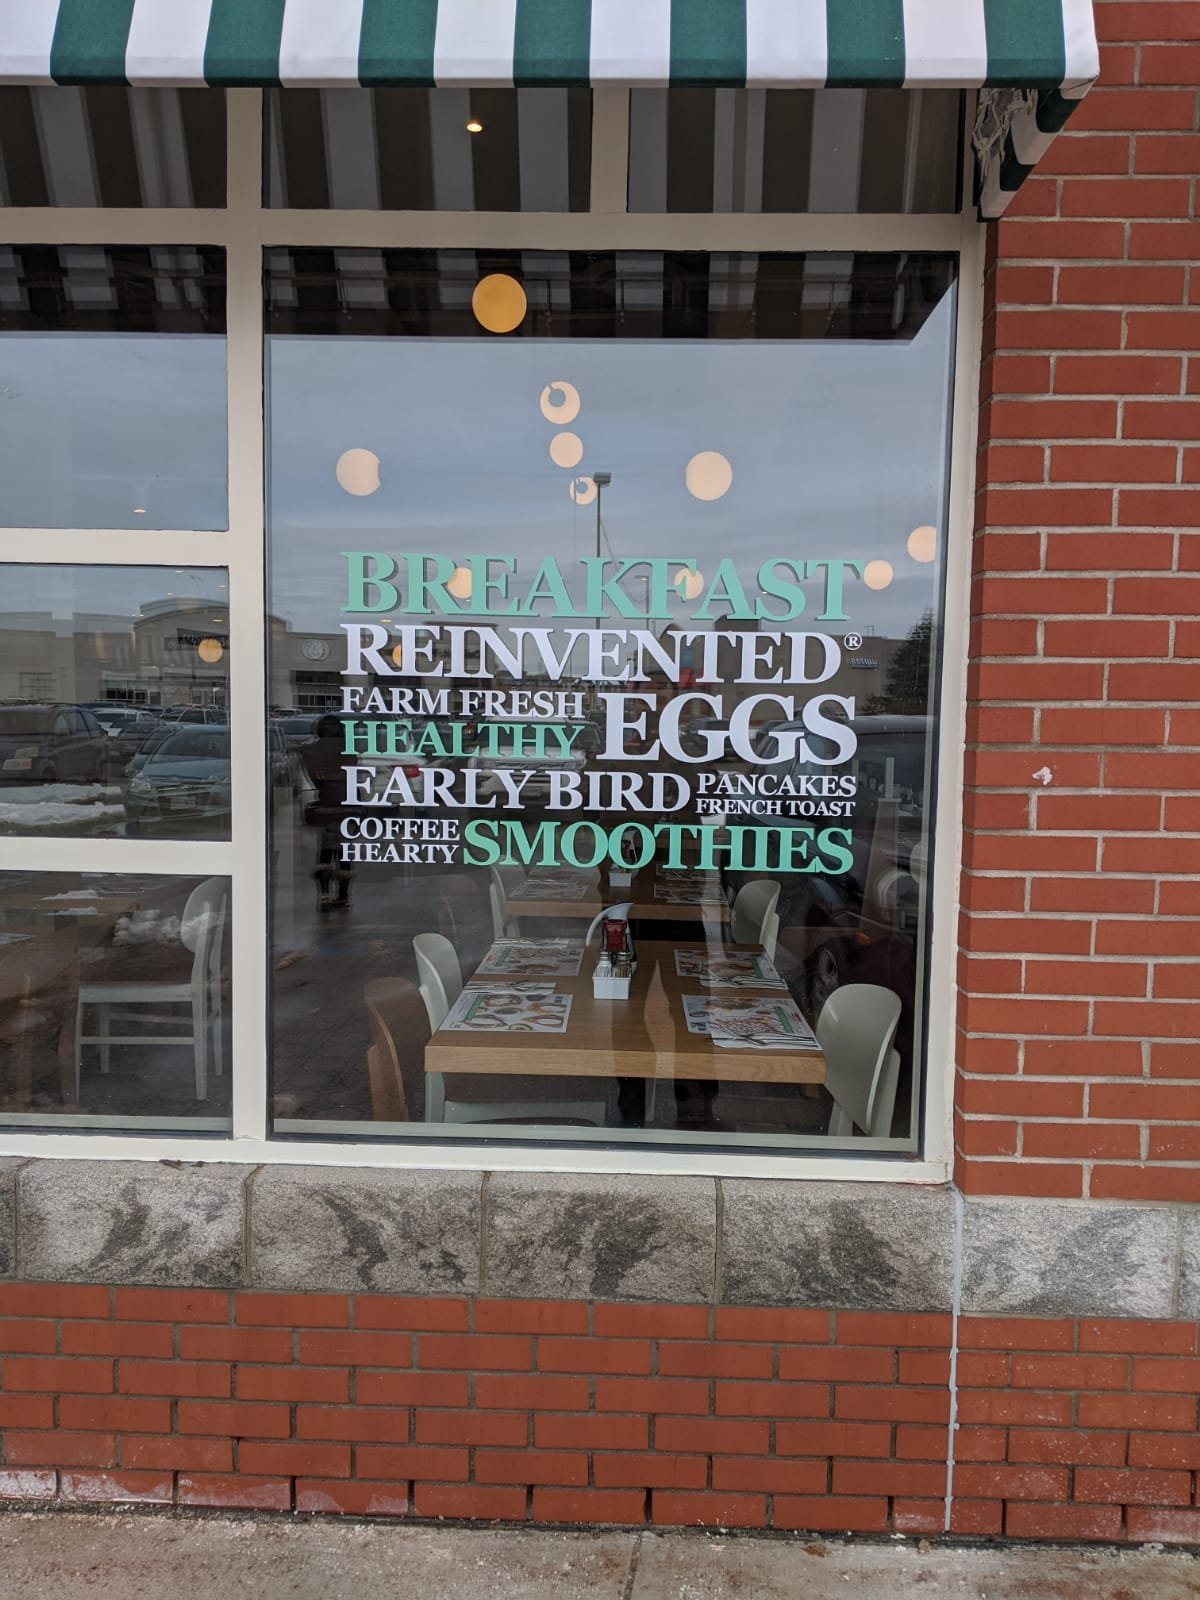 BREAKFAST
REINVENTED®
FARM FRESH
HEALTHY
EGGS
EARLY BIRD
PANCAKES
FRENCH TOAST
COFFEE
HEARTY
SMOOTHIES